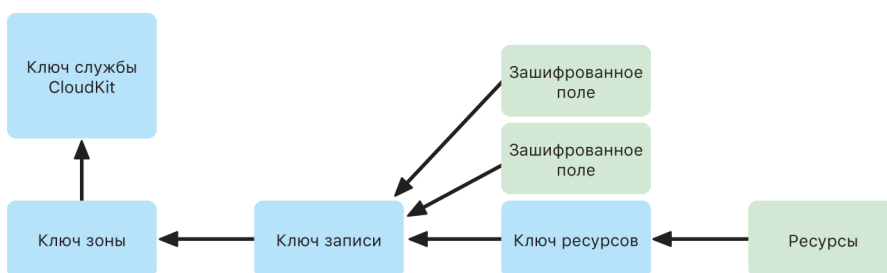 Ключ службы
CloudKit
Зашифрованное
поле
Зашифрованное
поле
Ключ зоны
Ключ записи
Ключ ресурсов
Ресурсы